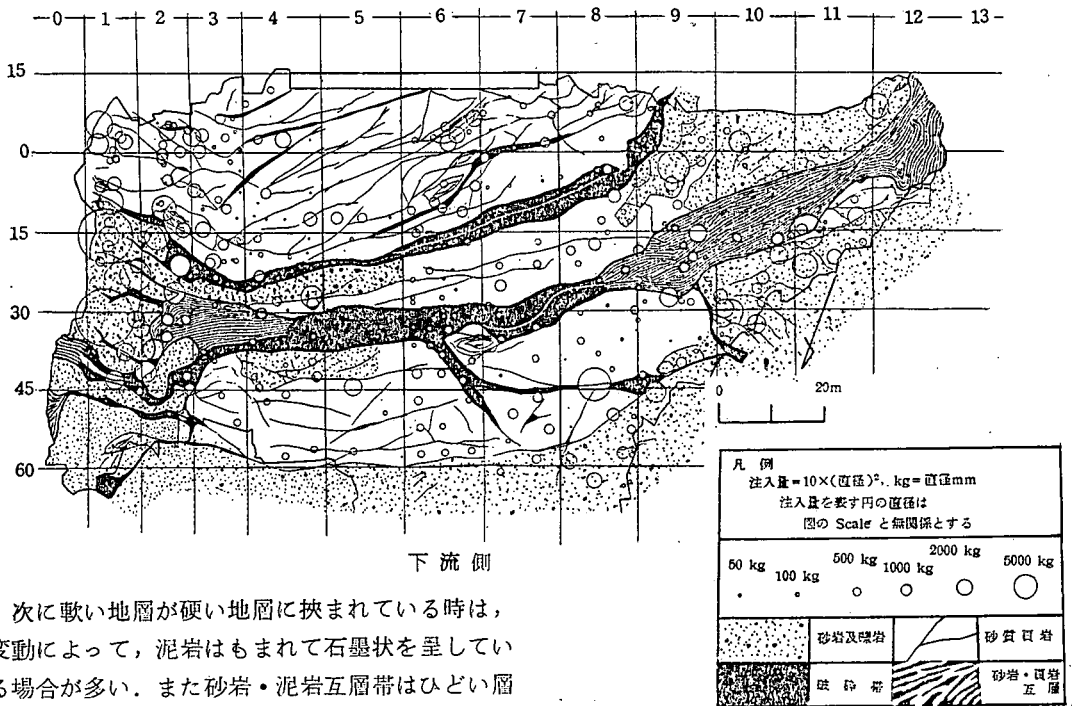 0 1 2 3 4 5 6 7 8 9 10 11 12 13
15
0
15
30
45
60
0 20m
下流側
凡例
注入量=10×(直径)², kg=直径mm
注入量を表す円の直径は
図の Scale と無関係とする
50 kg 100 kg 500 kg 1000 kg 2000 kg 5000 kg
砂岩及礫岩 砂質頁岩
破砕帯 砂岩・頁岩
互層
次に軟い地層が硬い地層に挾まれている時は,
変動によって,泥岩はもまれて石墨状を呈してい
る場合が多い.また砂岩・泥岩互層帯はひどい層